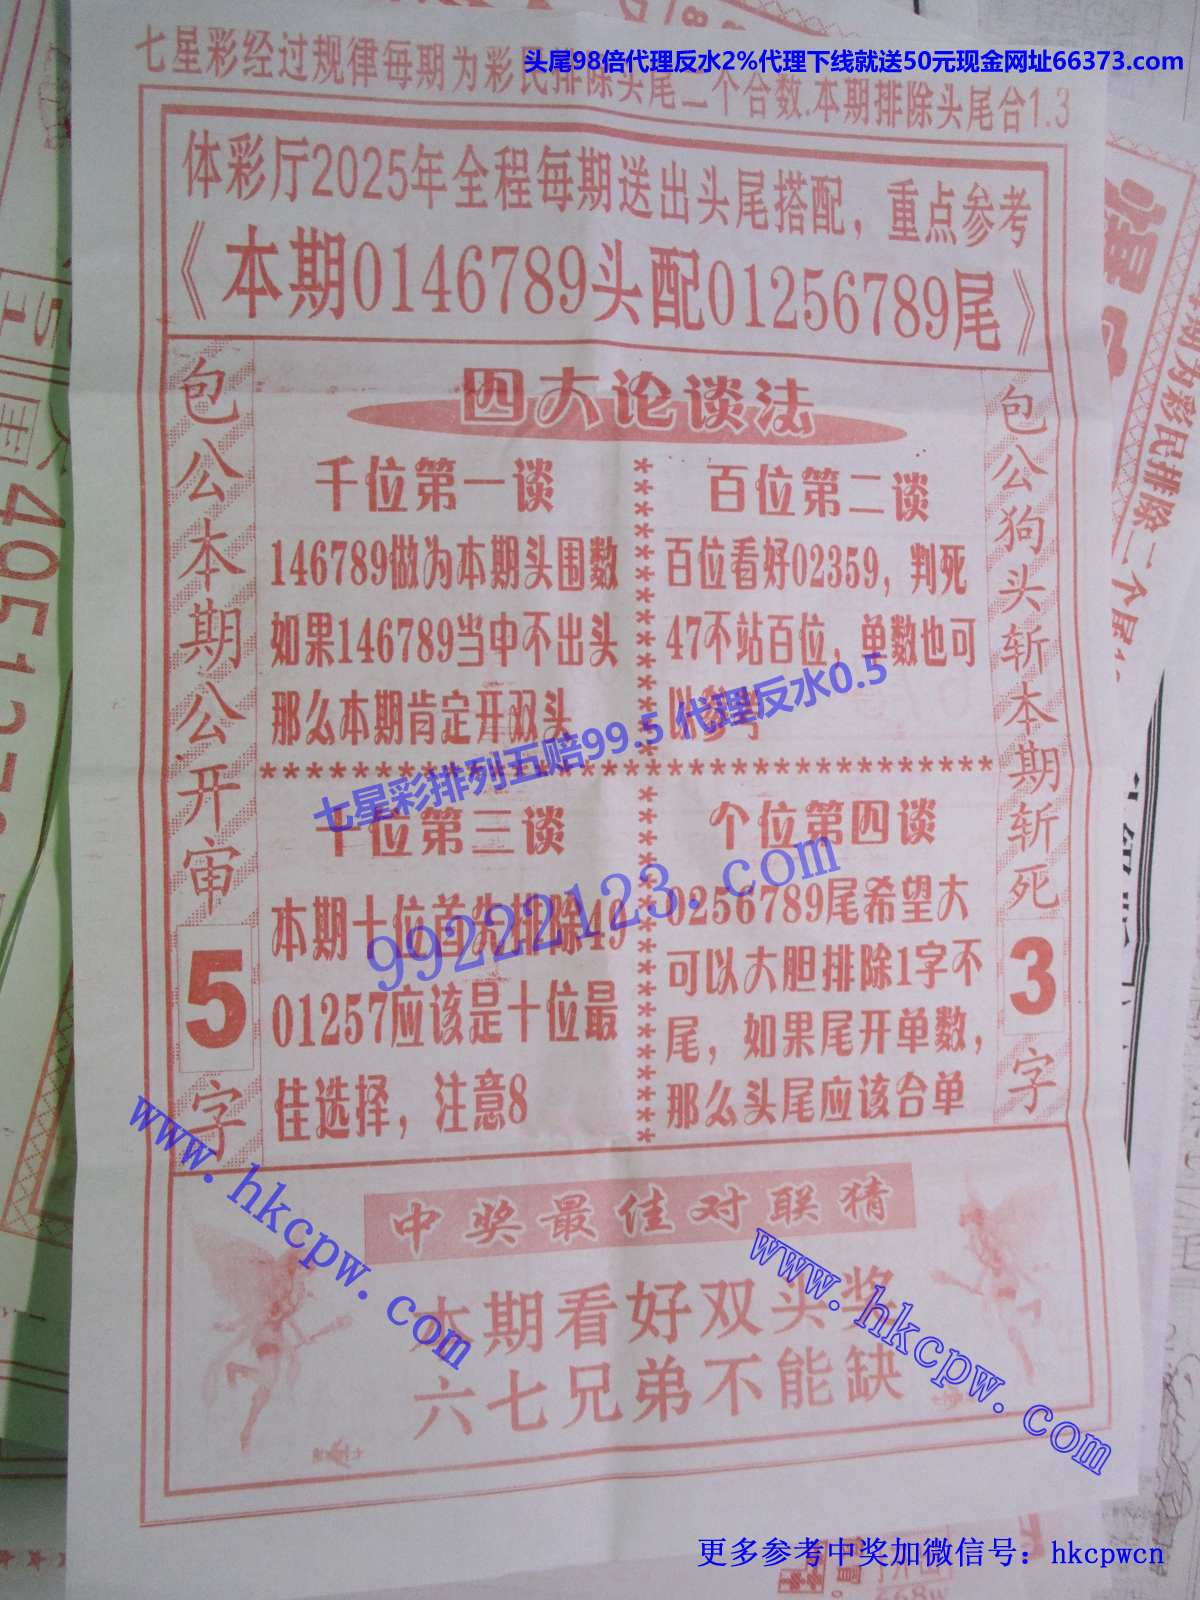 头尾98倍代理反水2%代理下线就送50元现金网址66373.com
七星彩经过规律每期为彩民排除头尾二个合数.本期排除头尾合1.3
体彩厅2025年全程每期送出头尾搭配，重点参考
《本期0146789头配01256789尾》
包公本期公开审5字
四大论谈法
千位第一谈
146789做为本期头围数
如果146789当中不出头
那么本期肯定开双头
百位第二谈
百位看好02359，判死
47不站百位，单数也可
以参考
七星彩排列五赔99.5 代理反水0.5
十位第三谈
本期十位首先排除49
01257应该是十位最
佳选择，注意8
个位第四谈
0256789尾希望大
可以大胆排除1字不
尾，如果尾开单数，
那么头尾应该合单
99222123.com
包公狗头斩本期斩死3字
中奖最佳对联猜
本期看好双头奖
六七兄弟不能缺
www.hkcpw.com
www.hkcpw.com
更多参考中奖加微信号：hkcpwcn